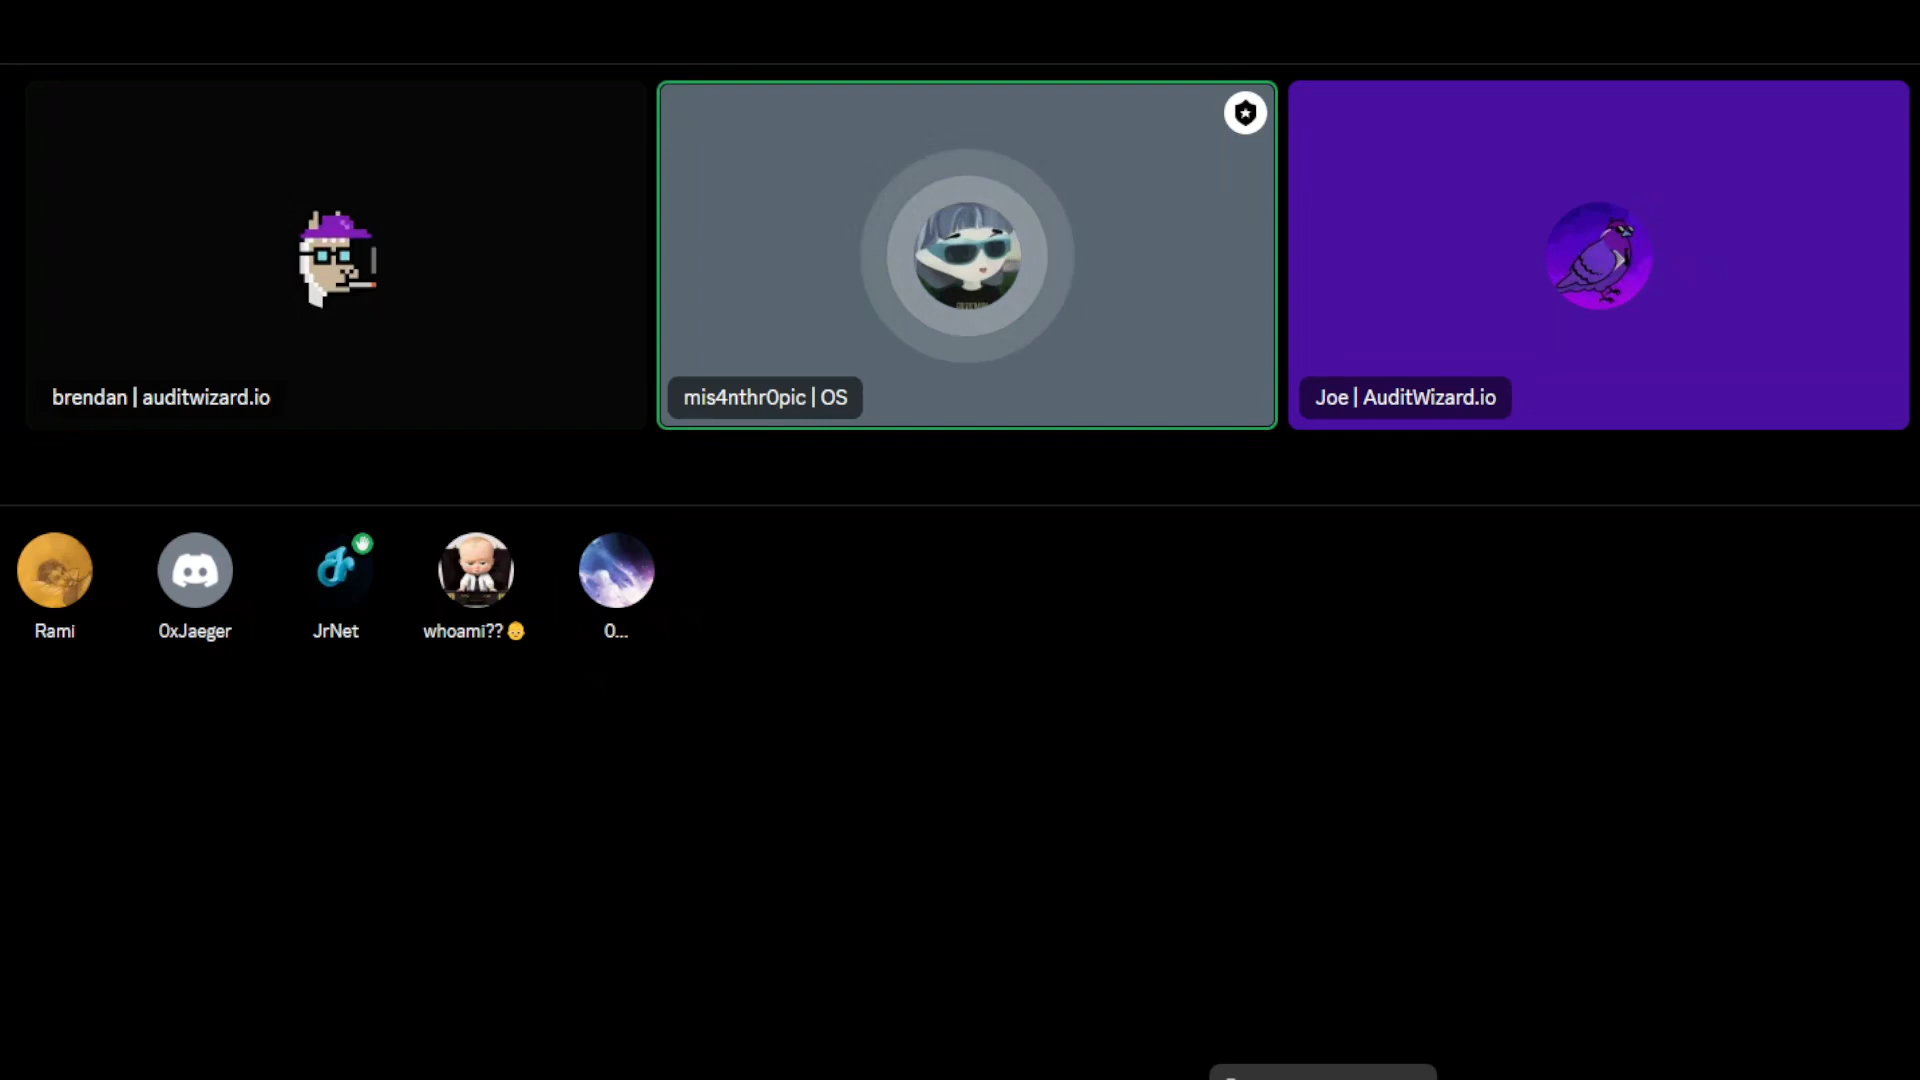 brendan | auditwizard.io
mis4nthr0pic | OS
Joe | AuditWizard.io
Rami
0xJaeger
JrNet
whoami??👴
0...